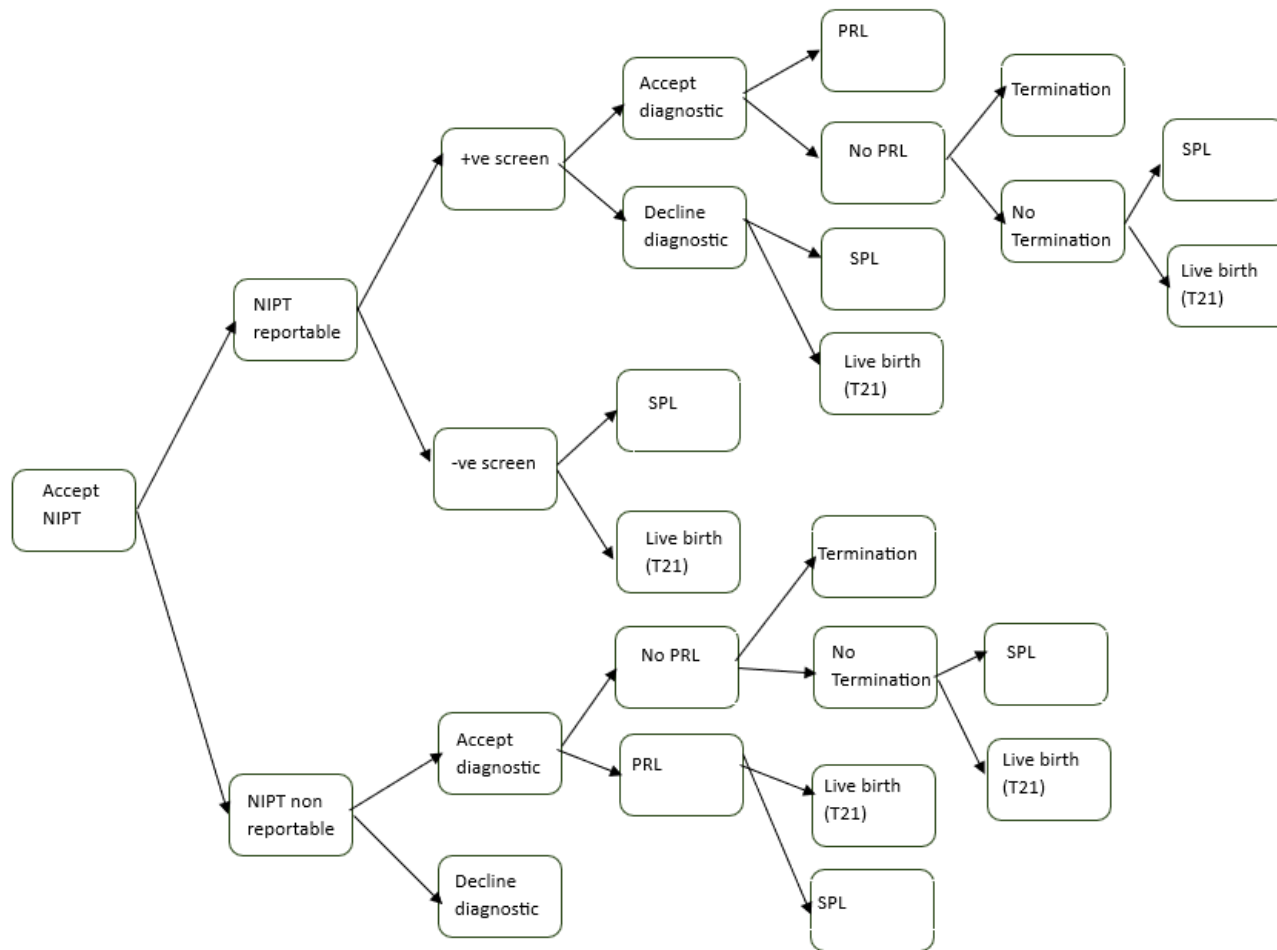 PRL
Accept
diagnostic
Termination
+ve screen
No PRL
SPL
Decline
diagnostic
No
Termination
SPL
Live birth
(T21)
NIPT
reportable
Live birth
(T21)
SPL
-ve screen
Accept
NIPT
Live birth
(T21)
Termination
No PRL
No
Termination
SPL
Accept
diagnostic
PRL
Live birth
(T21)
Live birth
(T21)
NIPT non
reportable
Decline
diagnostic
SPL